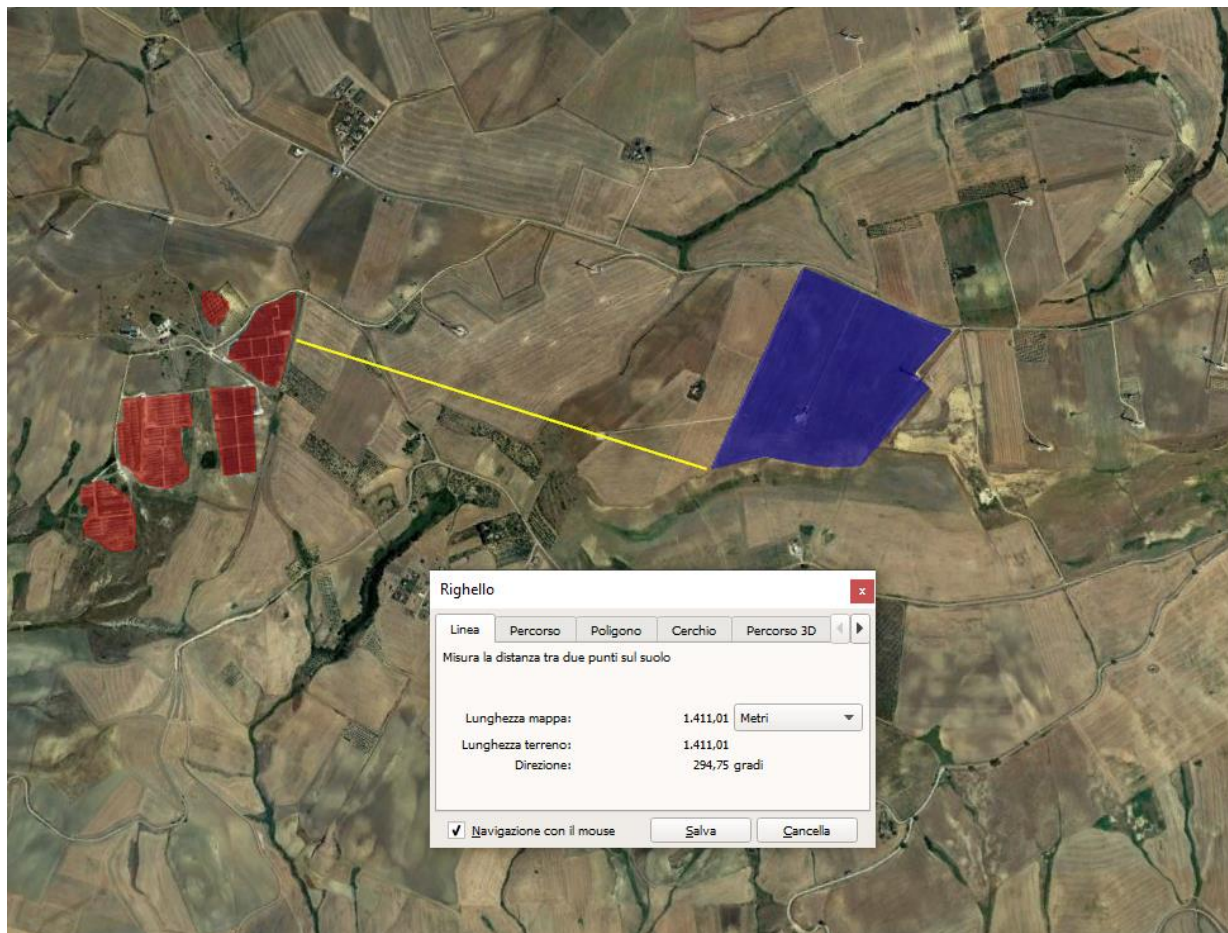 Righello
x
Linea Percorso Poligono Cerchio Percorso 3D
Misura la distanza tra due punti sul suolo
Lunghezza mappa: 1.411,01 Metri
Lunghezza terreno: 1.411,01
Direzione: 294,75 gradi
Navigazione con il mouse Salva Cancella